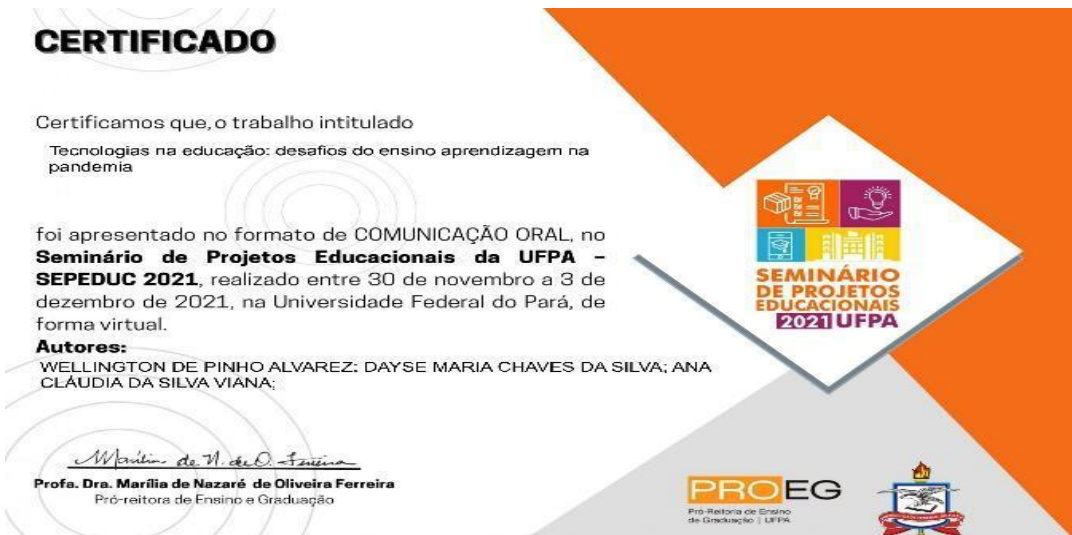 CERTIFICADO
Certificamos que, o trabalho intitulado
Tecnologias na educação: desafios do ensino aprendizagem na
pandemia
foi apresentado no formato de COMUNICAÇÃO ORAL, no
Seminário de Projetos Educacionais da UFPA –
SEPEDUC 2021, realizado entre 30 de novembro a 3 de
dezembro de 2021, na Universidade Federal do Pará, de
forma virtual.
Autores:
WELLINGTON DE PINHO ALVAREZ; DAYSE MARIA CHAVES DA SILVA; ANA
CLÁUDIA DA SILVA VIANA;
Marília de N. de O. Ferreira
Profa. Dra. Marília de Nazaré de Oliveira Ferreira
Pró-reitora de Ensino e Graduação
SEMINÁRIO
DE PROJETOS
EDUCACIONAIS
2021 UFPA
PROEG
Pró-Reitoria de Ensino
de Graduação | UFPA